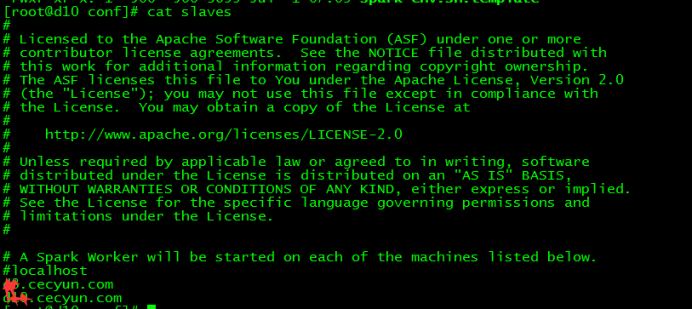 [root@d10 conf]# cat slaves
#
# Licensed to the Apache Software Foundation (ASF) under one or more
# contributor license agreements.  See the NOTICE file distributed with
# this work for additional information regarding copyright ownership.
# The ASF licenses this file to You under the Apache License, Version 2.0
# (the "License"); you may not use this file except in compliance with
# the License.  You may obtain a copy of the License at
#
#    http://www.apache.org/licenses/LICENSE-2.0
#
# Unless required by applicable law or agreed to in writing, software
# distributed under the License is distributed on an "AS IS" BASIS,
# WITHOUT WARRANTIES OR CONDITIONS OF ANY KIND, either express or implied.
# See the License for the specific language governing permissions and
# limitations under the License.
#

# A Spark Worker will be started on each of the machines listed below.
#localhost
.cecyun.com
.cecyun.com
[root@d10 conf]#